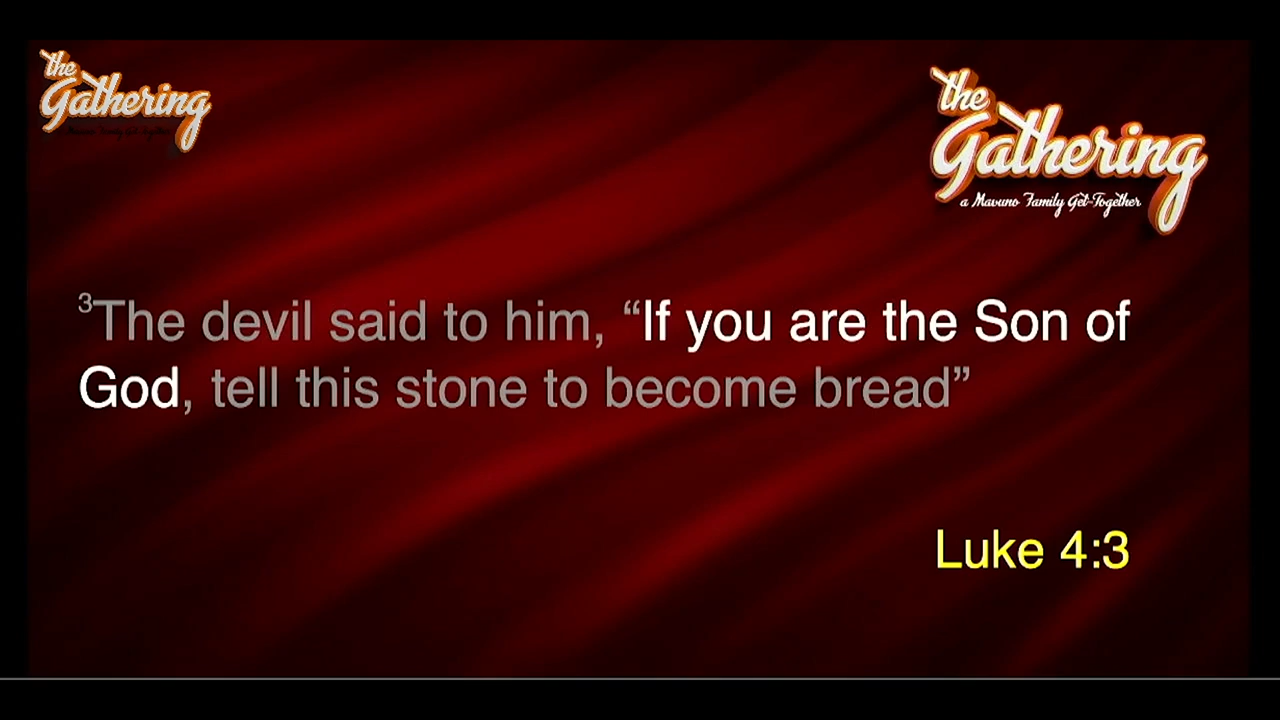 the
Gathering
the
Gathering
a Mavuno Family Get-Together
³The devil said to him, “If you are the Son of
God, tell this stone to become bread”
Luke 4:3